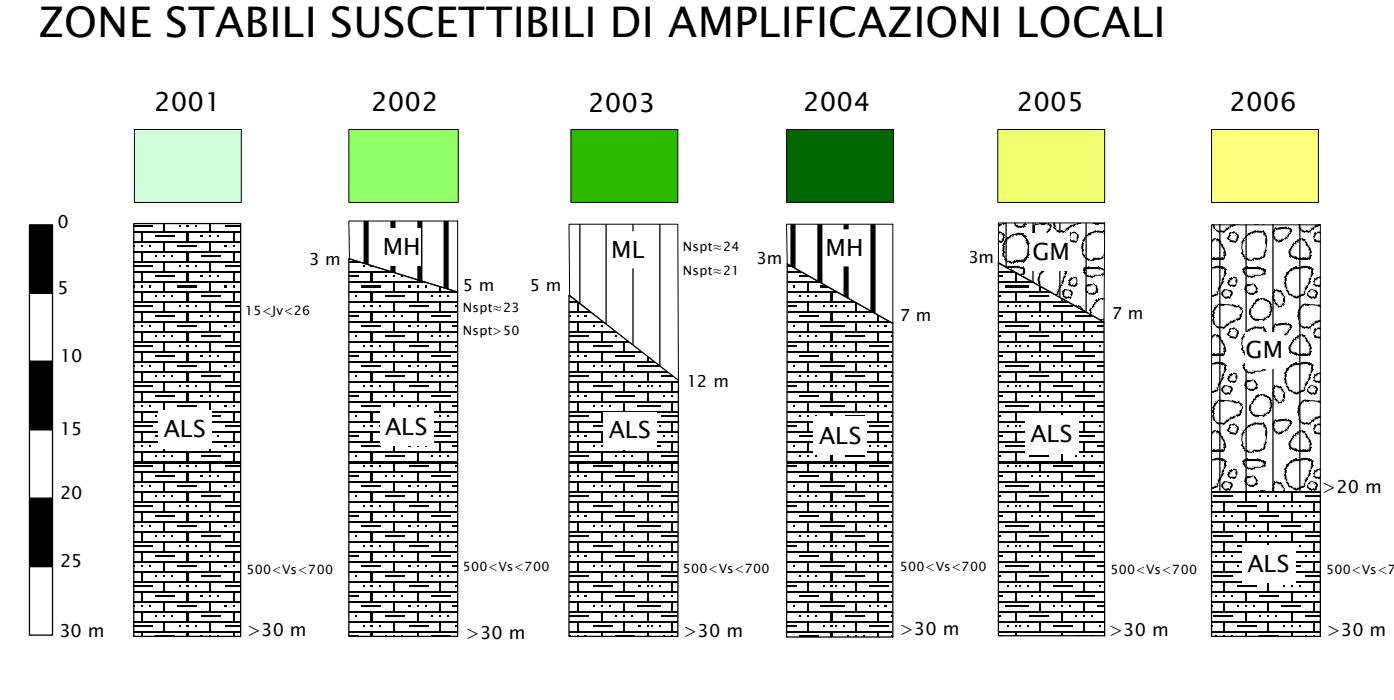 ZONE STABILI SUSCETTIBILI DI AMPLIFICAZIONI LOCALI
2001 2002 2003 2004 2005 2006
0
5
10
15
20
25
30 m
15<Jv<26
ALS
500<Vs<700
>30 m
MH
3 m
5 m
Nspt≈23
Nspt>50
ALS
500<Vs<700
>30 m
ML
Nspt≈24
Nspt≈21
5 m
12 m
ALS
500<Vs<700
>30 m
MH
3m
7 m
ALS
500<Vs<700
>30 m
GM
3m
7 m
ALS
500<Vs<700
>30 m
GM
>20 m
ALS
500<Vs<7
>30 m